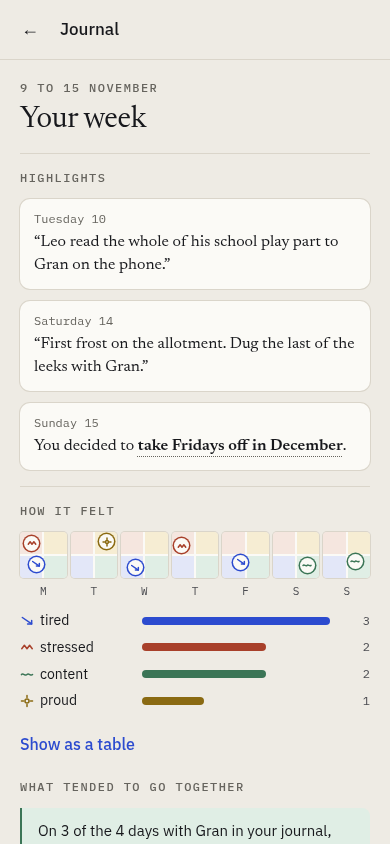 ← Journal
9 TO 15 NOVEMBER
Your week
HIGHLIGHTS
Tuesday 10
“Leo read the whole of his school play part to
Gran on the phone.”
Saturday 14
“First frost on the allotment. Dug the last of the
leeks with Gran.”
Sunday 15
You decided to take Fridays off in December.
HOW IT FELT
M T W T F S S
tired 3
stressed 2
content 2
proud 1
Show as a table
WHAT TENDED TO GO TOGETHER
On 3 of the 4 days with Gran in your journal,